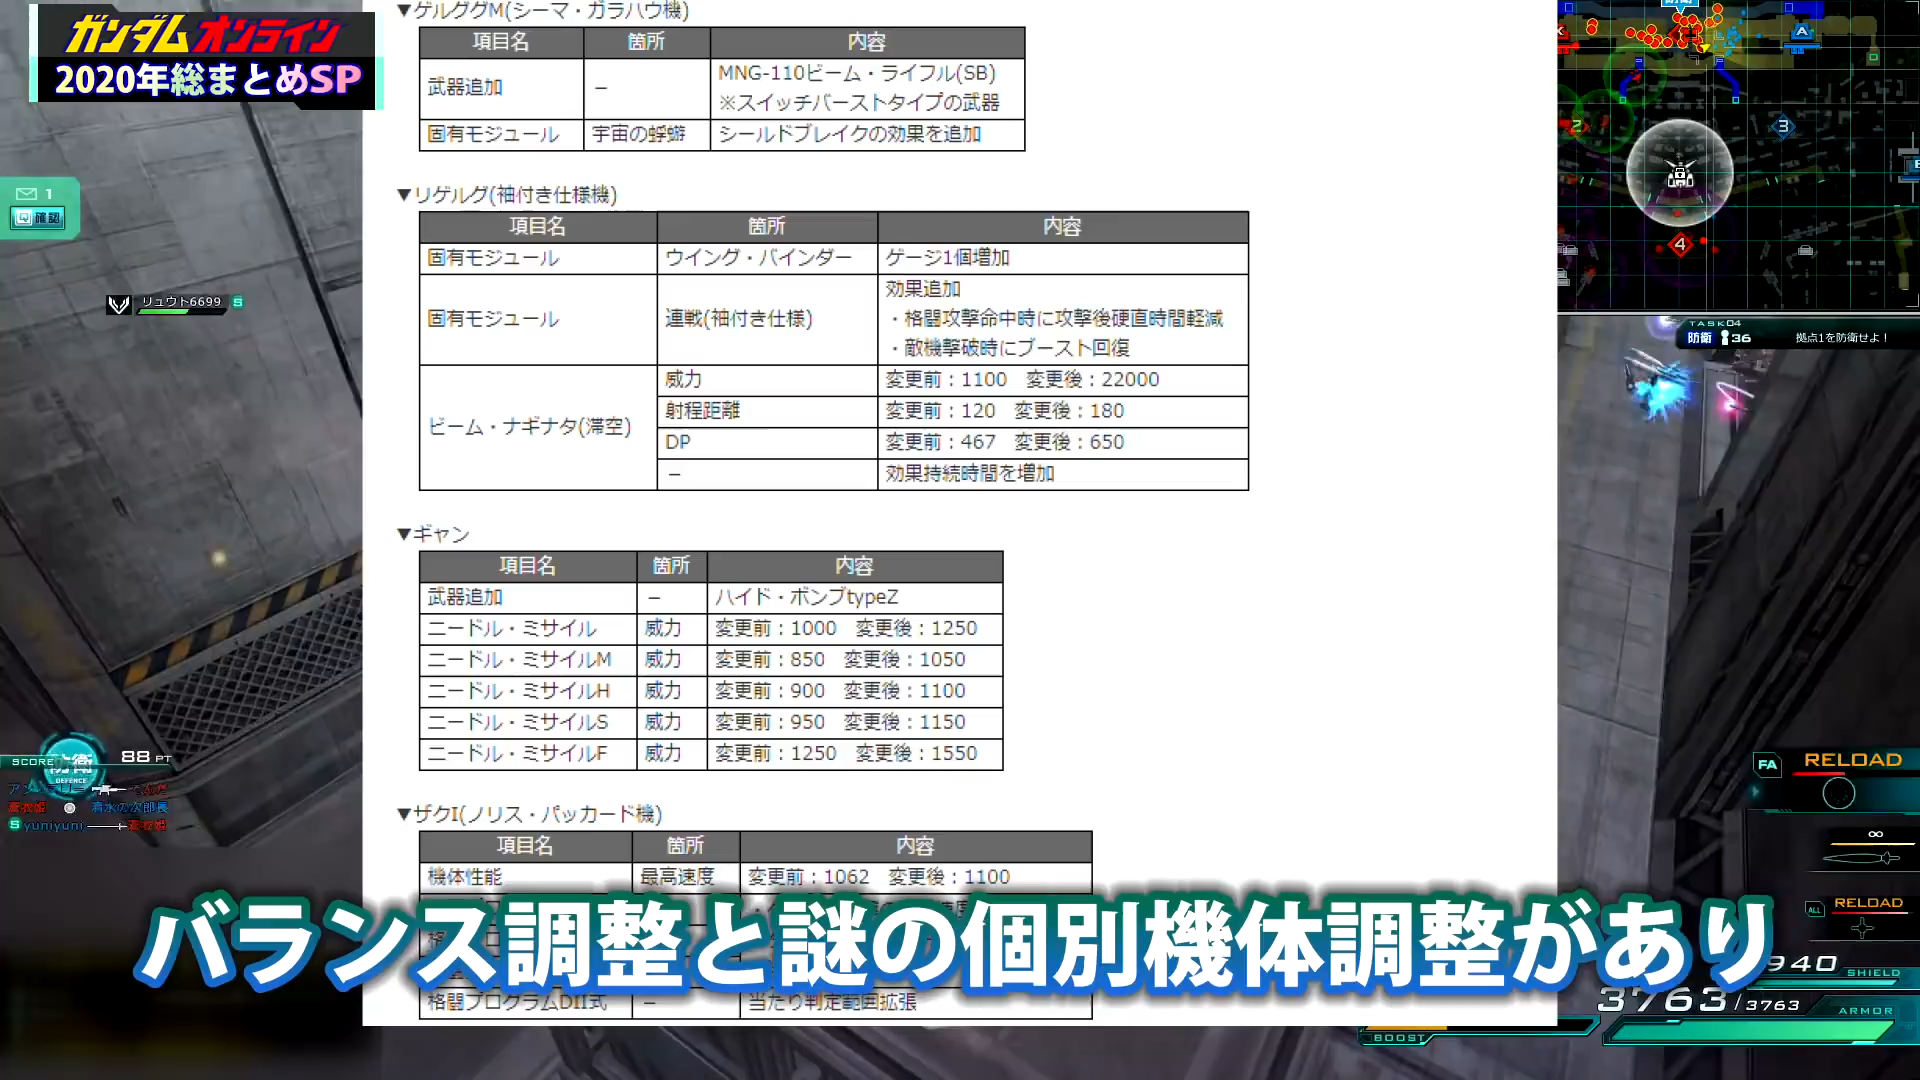 ガンダムオンライン
2020年総まとめSP
▼ゲルググM(シーマ・ガラハウ機)
項目名 箇所 内容
武器追加 – MNG-110ビーム・ライフル(SB)
※スイッチバーストタイプの武器
固有モジュール 宇宙の蜉蝣 シールドブレイクの効果を追加
▼リゲルグ(袖付き仕様機)
項目名 箇所 内容
固有モジュール ウイング・バインダー ゲージ1個増加
固有モジュール 連戦(袖付き仕様) 効果追加
・格闘攻撃命中時に攻撃後硬直時間軽減
・敵機撃破時にブースト回復
ビーム・ナギナタ(滞空) 威力 変更前：1100 変更後：22000
射程距離 変更前：120 変更後：180
DP 変更前：467 変更後：650
– 効果持続時間を増加
▼ギャン
項目名 箇所 内容
武器追加 – ハイド・ボンブtypeZ
ニードル・ミサイル 威力 変更前：1000 変更後：1250
ニードル・ミサイルM 威力 変更前：850 変更後：1050
ニードル・ミサイルH 威力 変更前：900 変更後：1100
ニードル・ミサイルS 威力 変更前：950 変更後：1150
ニードル・ミサイルF 威力 変更前：1250 変更後：1550
▼ザクI(ノリス・パッカード機)
項目名 箇所 内容
機体性能 最高速度 変更前：1062 変更後：1100
格闘プログラムDII式 – 当たり判定範囲拡張
バランス調整と謎の個別機体調整があり
1
確認
リュウト6699 S
SCORE 防衛 88 PT
DEFENCE
S yuniyuni
A
2
3
4
TASK04
防衛 36 拠点1を防衛せよ！
FA RELOAD
∞
ALL RELOAD
940 SHIELD
3763/3763 ARMOR
BOOST